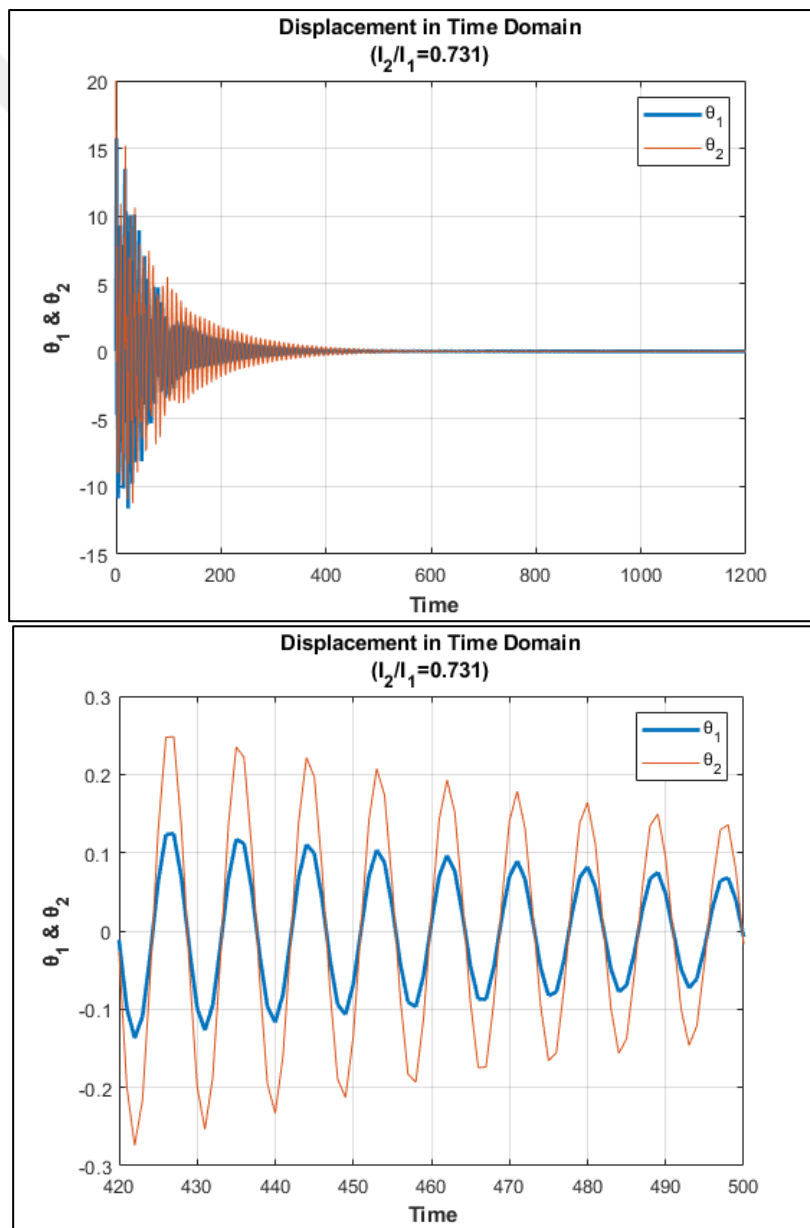 Displacement in Time Domain
(I₂/I₁=0.731)
θ₁
θ₂
20
15
10
5
0
-5
-10
-15
θ₁ & θ₂
0
200
400
600
800
1000
1200
Time
Displacement in Time Domain
(I₂/I₁=0.731)
θ₁
θ₂
0.3
0.2
0.1
0
-0.1
-0.2
-0.3
θ₁ & θ₂
420
430
440
450
460
470
480
490
500
Time